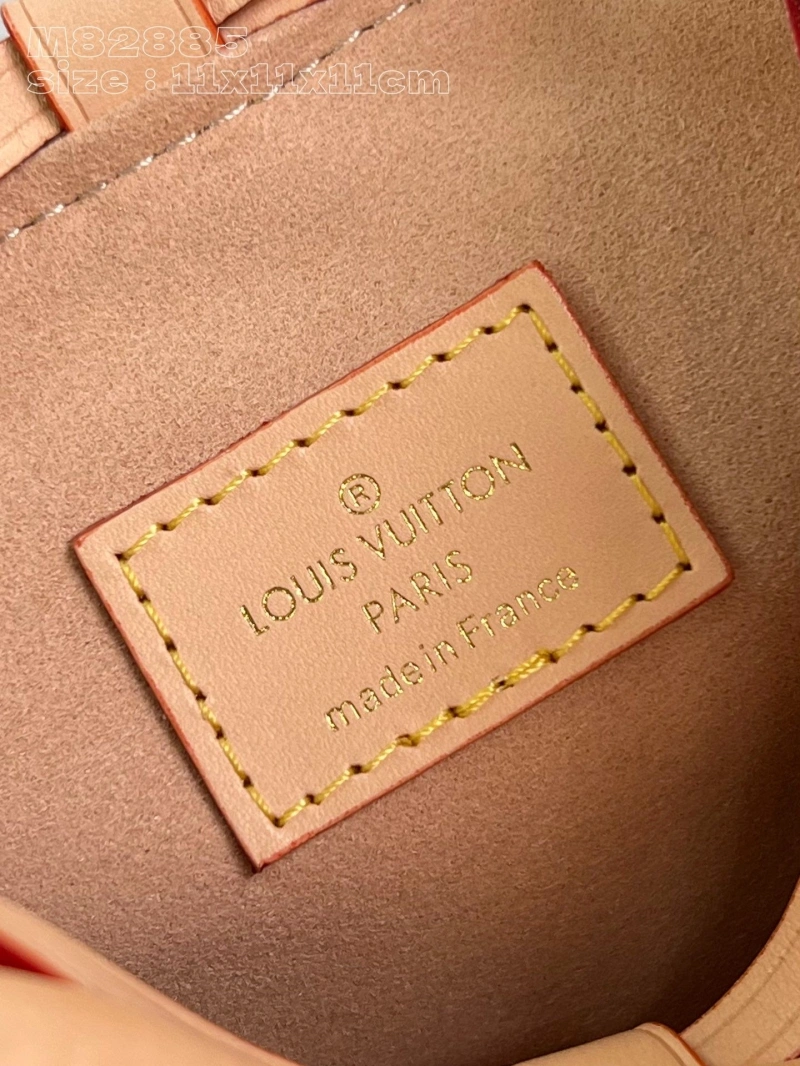 M82885
size : 11x11x11cm
®
LOUIS VUITTON
PARIS
made in France